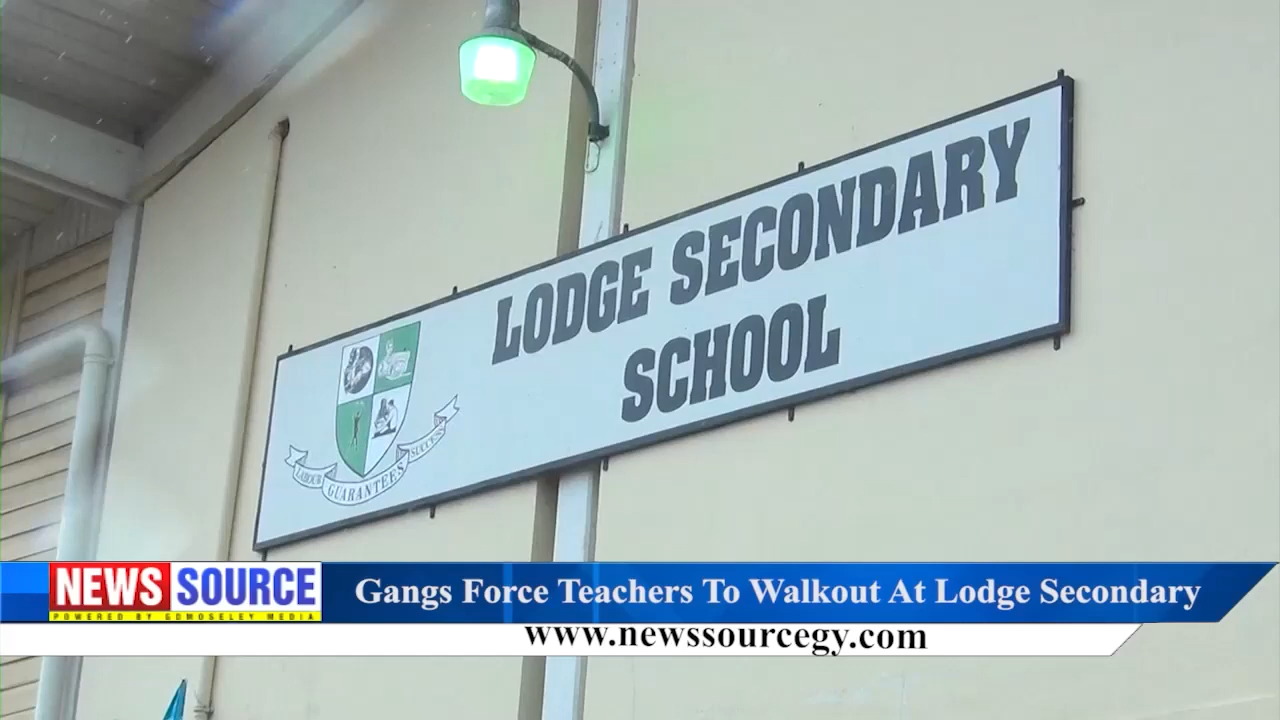 LODGE SECONDARY
SCHOOL
LABOUR GUARANTEES SUCCESS
NEWS SOURCE
POWERED BY GDMOSELEY MEDIA
Gangs Force Teachers To Walkout At Lodge Secondary
www.newssourcegy.com